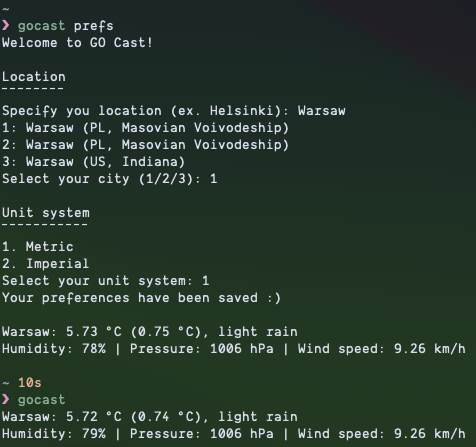 ~
❯ gocast prefs
Welcome to GO Cast!
Location
--------
Specify you location (ex. Helsinki): Warsaw
1: Warsaw (PL, Masovian Voivodeship)
2: Warsaw (PL, Masovian Voivodeship)
3: Warsaw (US, Indiana)
Select your city (1/2/3): 1
Unit system
-----------
1. Metric
2. Imperial
Select your unit system: 1
Your preferences have been saved :)
Warsaw: 5.73 °C (0.75 °C), light rain
Humidity: 78% | Pressure: 1006 hPa | Wind speed: 9.26 km/h
~ 10s
❯ gocast
Warsaw: 5.72 °C (0.74 °C), light rain
Humidity: 79% | Pressure: 1006 hPa | Wind speed: 9.26 km/h